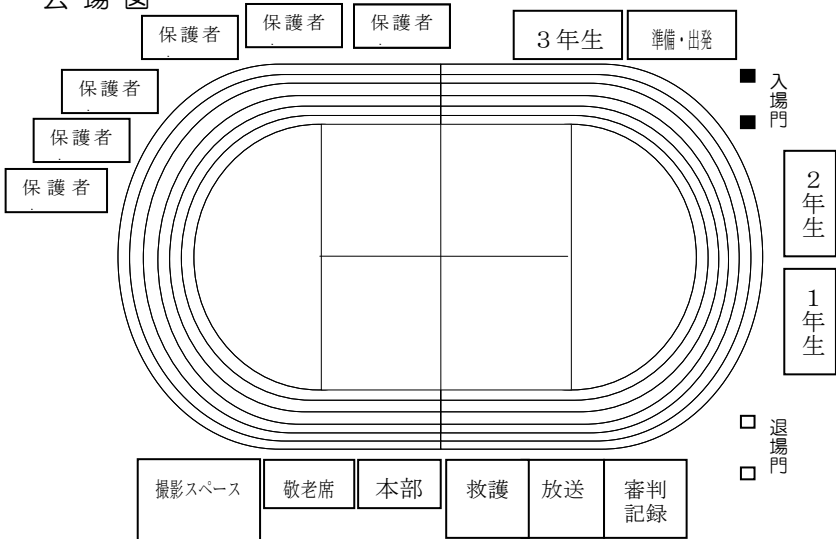 会場図
保護者
保護者
保護者
3年生
準備・出発
保護者
保護者
保護者
入場門
2年生
1年生
退場門
撮影スペース
敬老席
本部
救護
放送
審判
記録